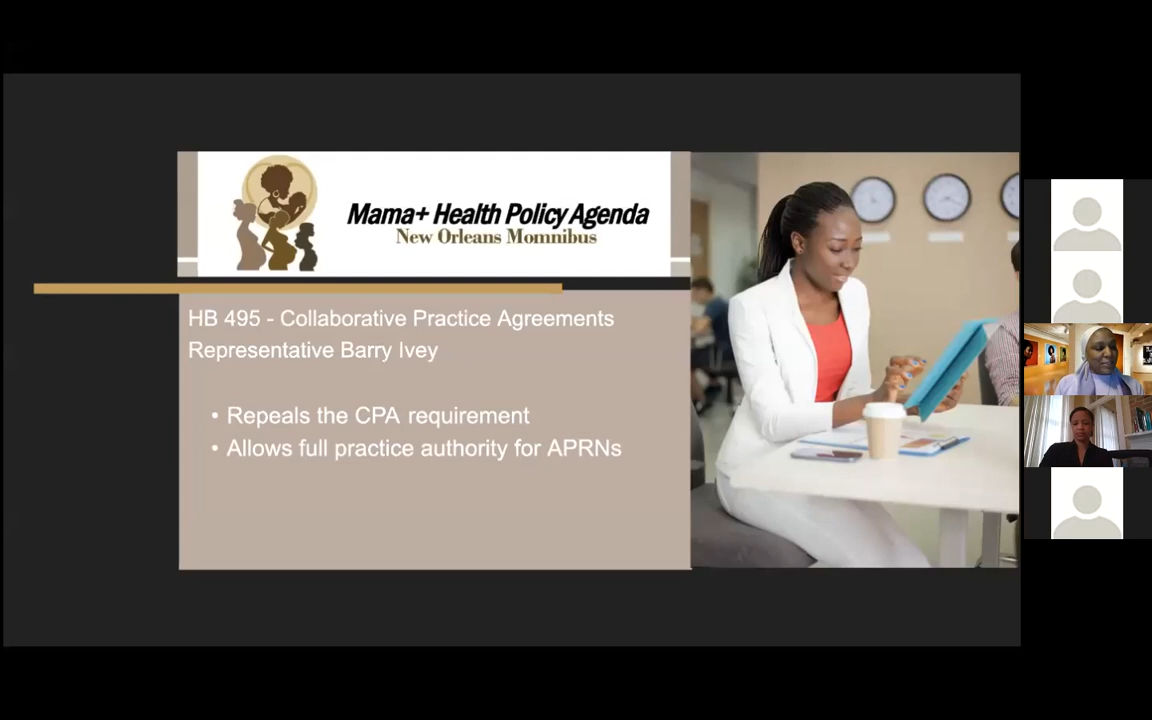 Mama+ Health Policy Agenda
New Orleans Momnibus
HB 495 - Collaborative Practice Agreements
Representative Barry Ivey
• Repeals the CPA requirement
• Allows full practice authority for APRNs